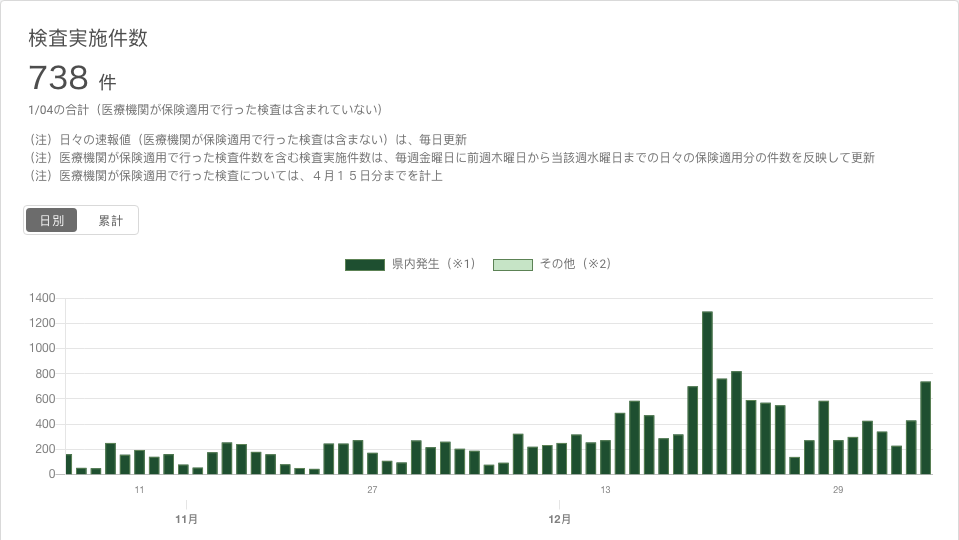 検査実施件数
738 件
1/04の合計（医療機関が保険適用で行った検査は含まれていない）
（注）日々の速報値（医療機関が保険適用で行った検査は含まない）は、毎日更新
（注）医療機関が保険適用で行った検査件数を含む検査実施件数は、毎週金曜日に前週木曜日から当該週水曜日までの日々の保険適用分の件数を反映して更新
（注）医療機関が保険適用で行った検査については、４月１５日分までを計上
日別 累計
県内発生（※1） その他（※2）
1400
1200
1000
800
600
400
200
0
11 27 13 29
11月 12月